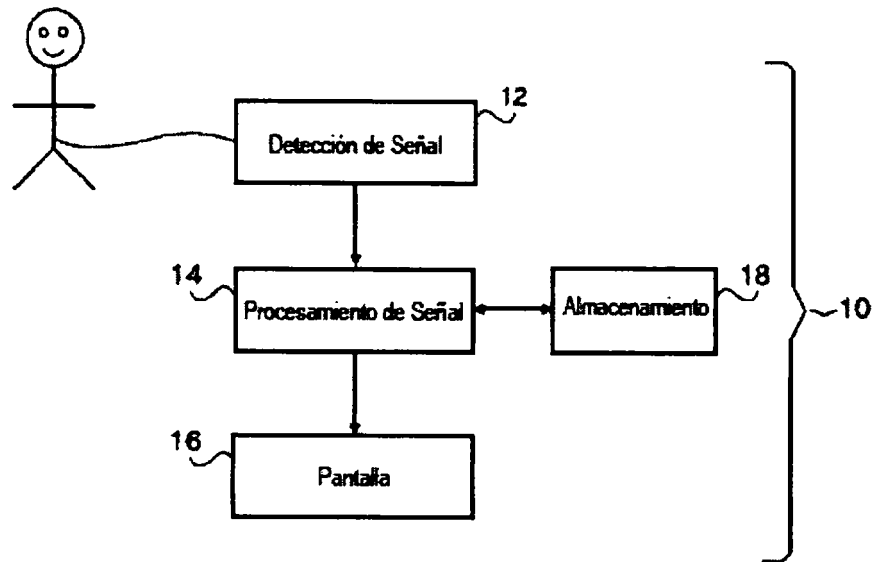 12
Detección de Señal
14
Procesamiento de Señal
18
Almacenamiento
10
16
Pantalla